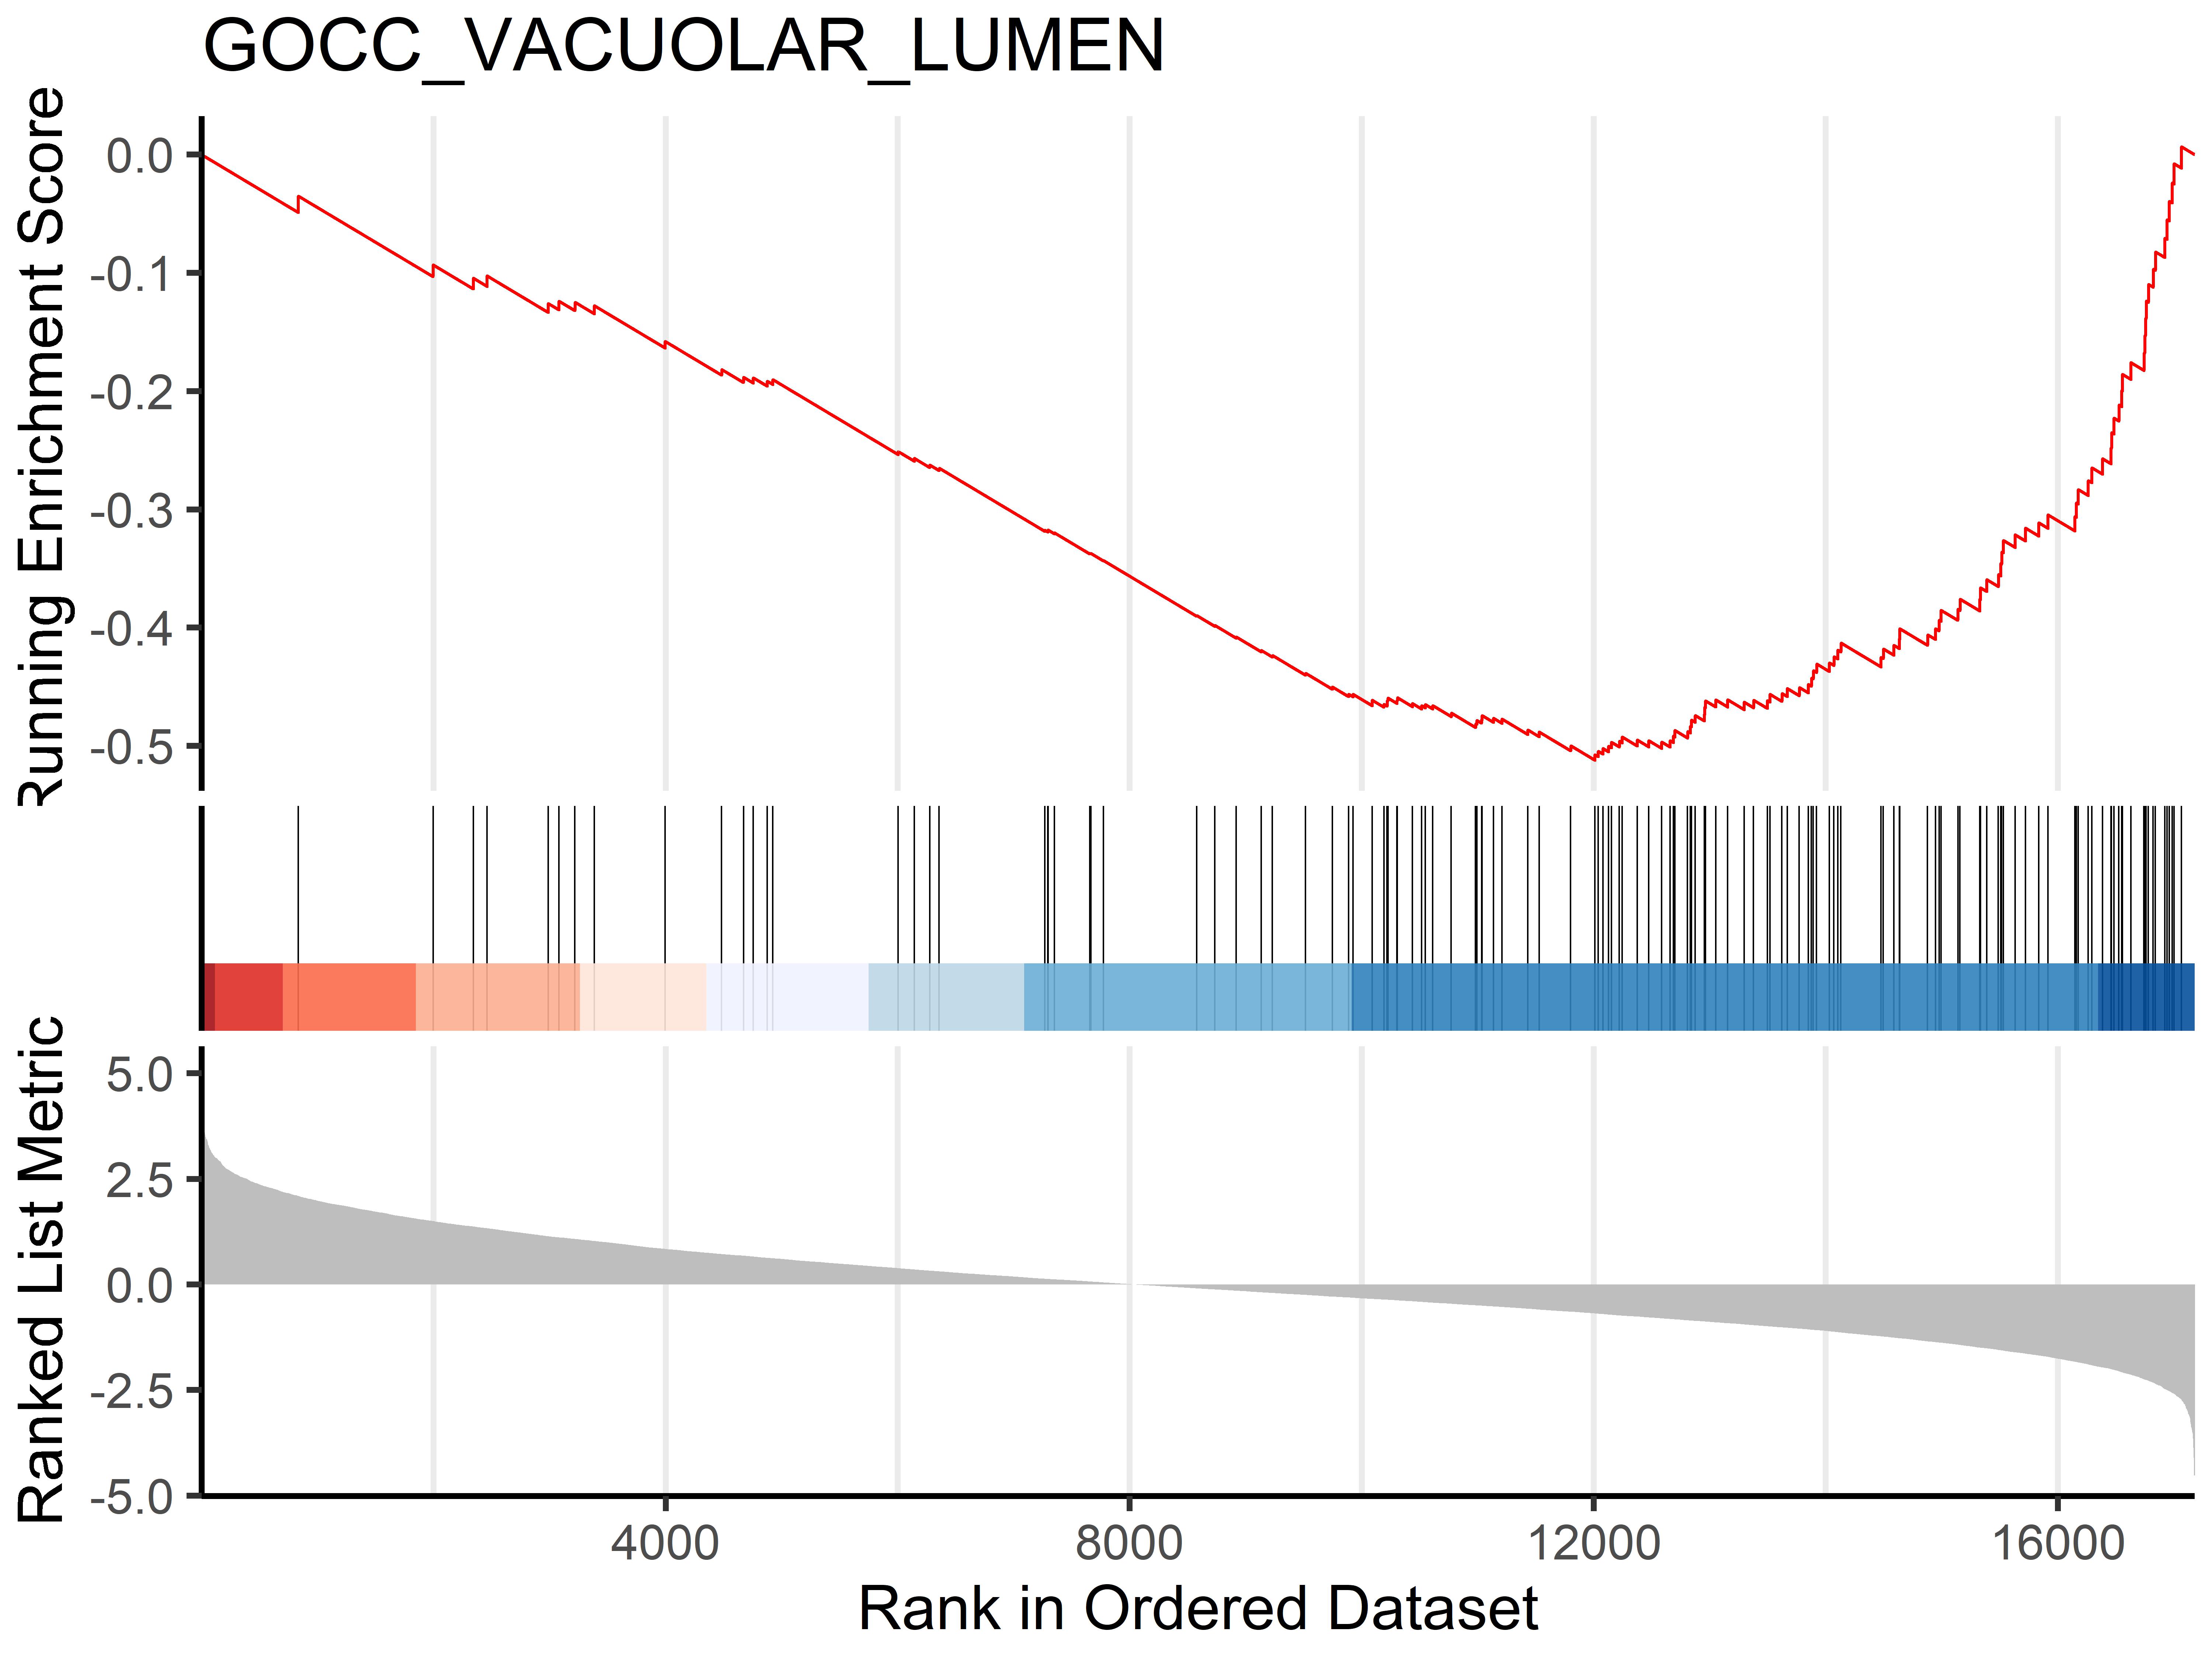 GOCC_VACUOLAR_LUMEN
Running Enrichment Score
0.0
-0.1
-0.2
-0.3
-0.4
-0.5
Ranked List Metric
5.0
2.5
0.0
-2.5
-5.0
4000 8000 12000 16000
Rank in Ordered Dataset